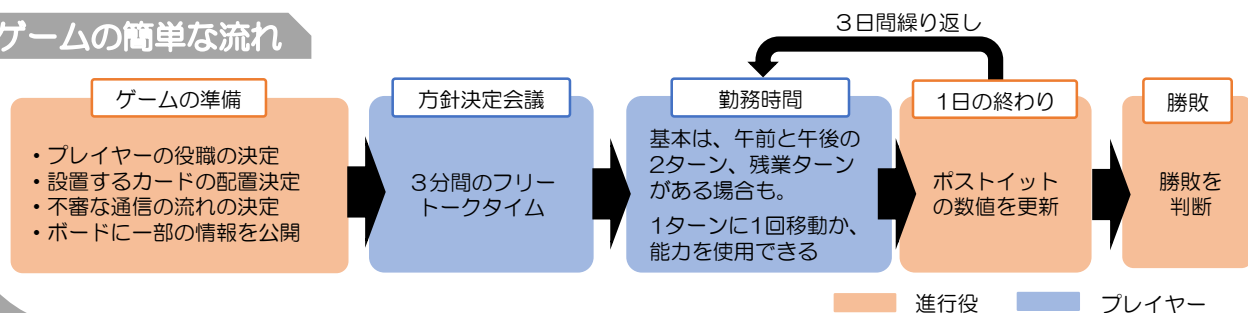 ゲームの簡単な流れ
3日間繰り返し
ゲームの準備
・プレイヤーの役職の決定
・設置するカードの配置決定
・不審な通信の流れの決定
・ボードに一部の情報を公開
方針決定会議
3分間のフリー
トークタイム
勤務時間
基本は、午前と午後の
2ターン、残業ターン
がある場合も。
1ターンに1回移動か、
能力を使用できる
1日の終わり
ポストイット
の数値を更新
勝敗
勝敗を
判断
進行役
プレイヤー